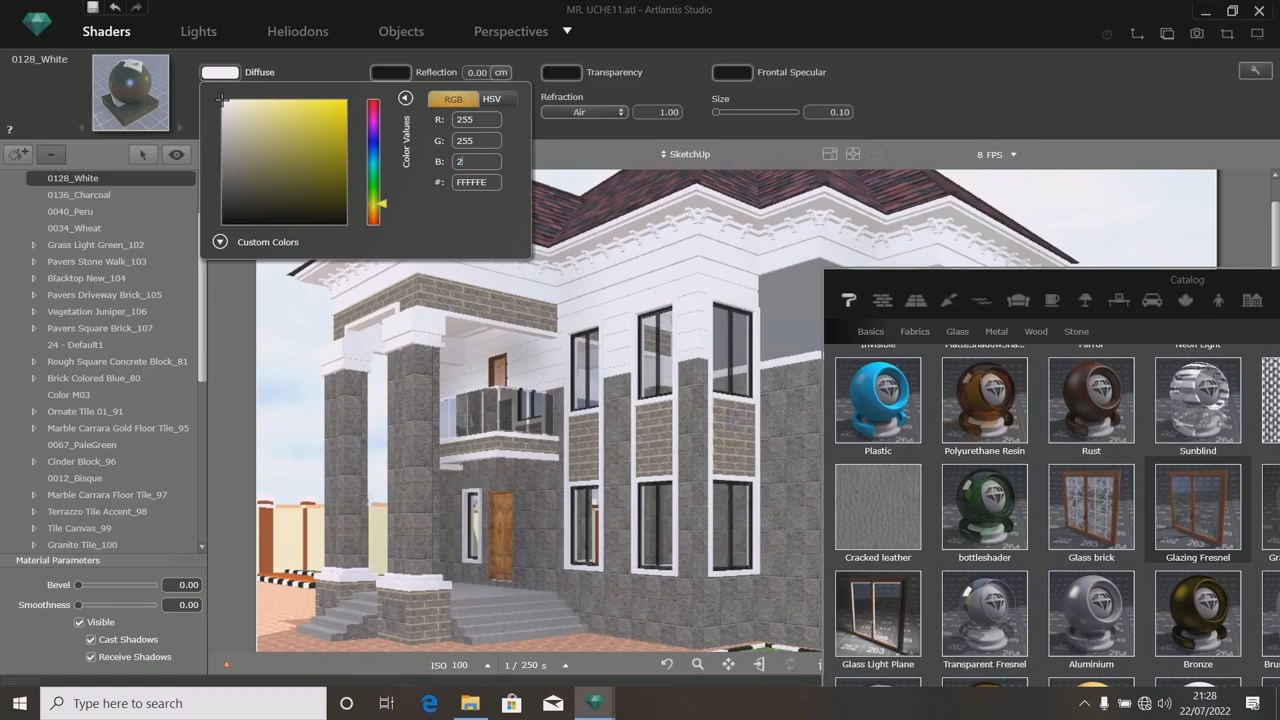 MR. UCHE11.atl - Artlantis Studio
Shaders Lights Heliodons Objects Perspectives
0128_White
Diffuse
Reflection 0.00 cm
Transparency
Frontal Specular
Refraction
Air 1.00
Size
0.10
?
RGB HSV
Color Values
R: 255
G: 255
B: 2
#: FFFFFE
Custom Colors
SketchUp
8 FPS
0128_White
0136_Charcoal
0040_Peru
0034_Wheat
Grass Light Green_102
Pavers Stone Walk_103
Blacktop New_104
Pavers Driveway Brick_105
Vegetation Juniper_106
Pavers Square Brick_107
24 - Default1
Rough Square Concrete Block_81
Brick Colored Blue_80
Color M03
Ornate Tile 01_91
Marble Carrara Gold Floor Tile_95
0067_PaleGreen
Cinder Block_96
0012_Bisque
Marble Carrara Floor Tile_97
Terrazzo Tile Accent_98
Tile Canvas_99
Granite Tile_100
Material Parameters
Bevel 0.00
Smoothness 0.00
Visible
Cast Shadows
Receive Shadows
ISO 100
1 / 250 s
Catalog
Basics Fabrics Glass Metal Wood Stone
Invisible MatteShadowSha... Mirror Neon Light
Plastic Polyurethane Resin Rust Sunblind
Cracked leather bottleshader Glass brick Glazing Fresnel
Glass Light Plane Transparent Fresnel Aluminium Bronze
Type here to search
21:28
22/07/2022